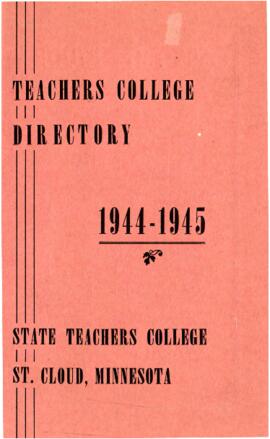 TEACHERS COLLEGE
DIRECTORY
1944-1945
STATE TEACHERS COLLEGE
ST. CLOUD, MINNESOTA